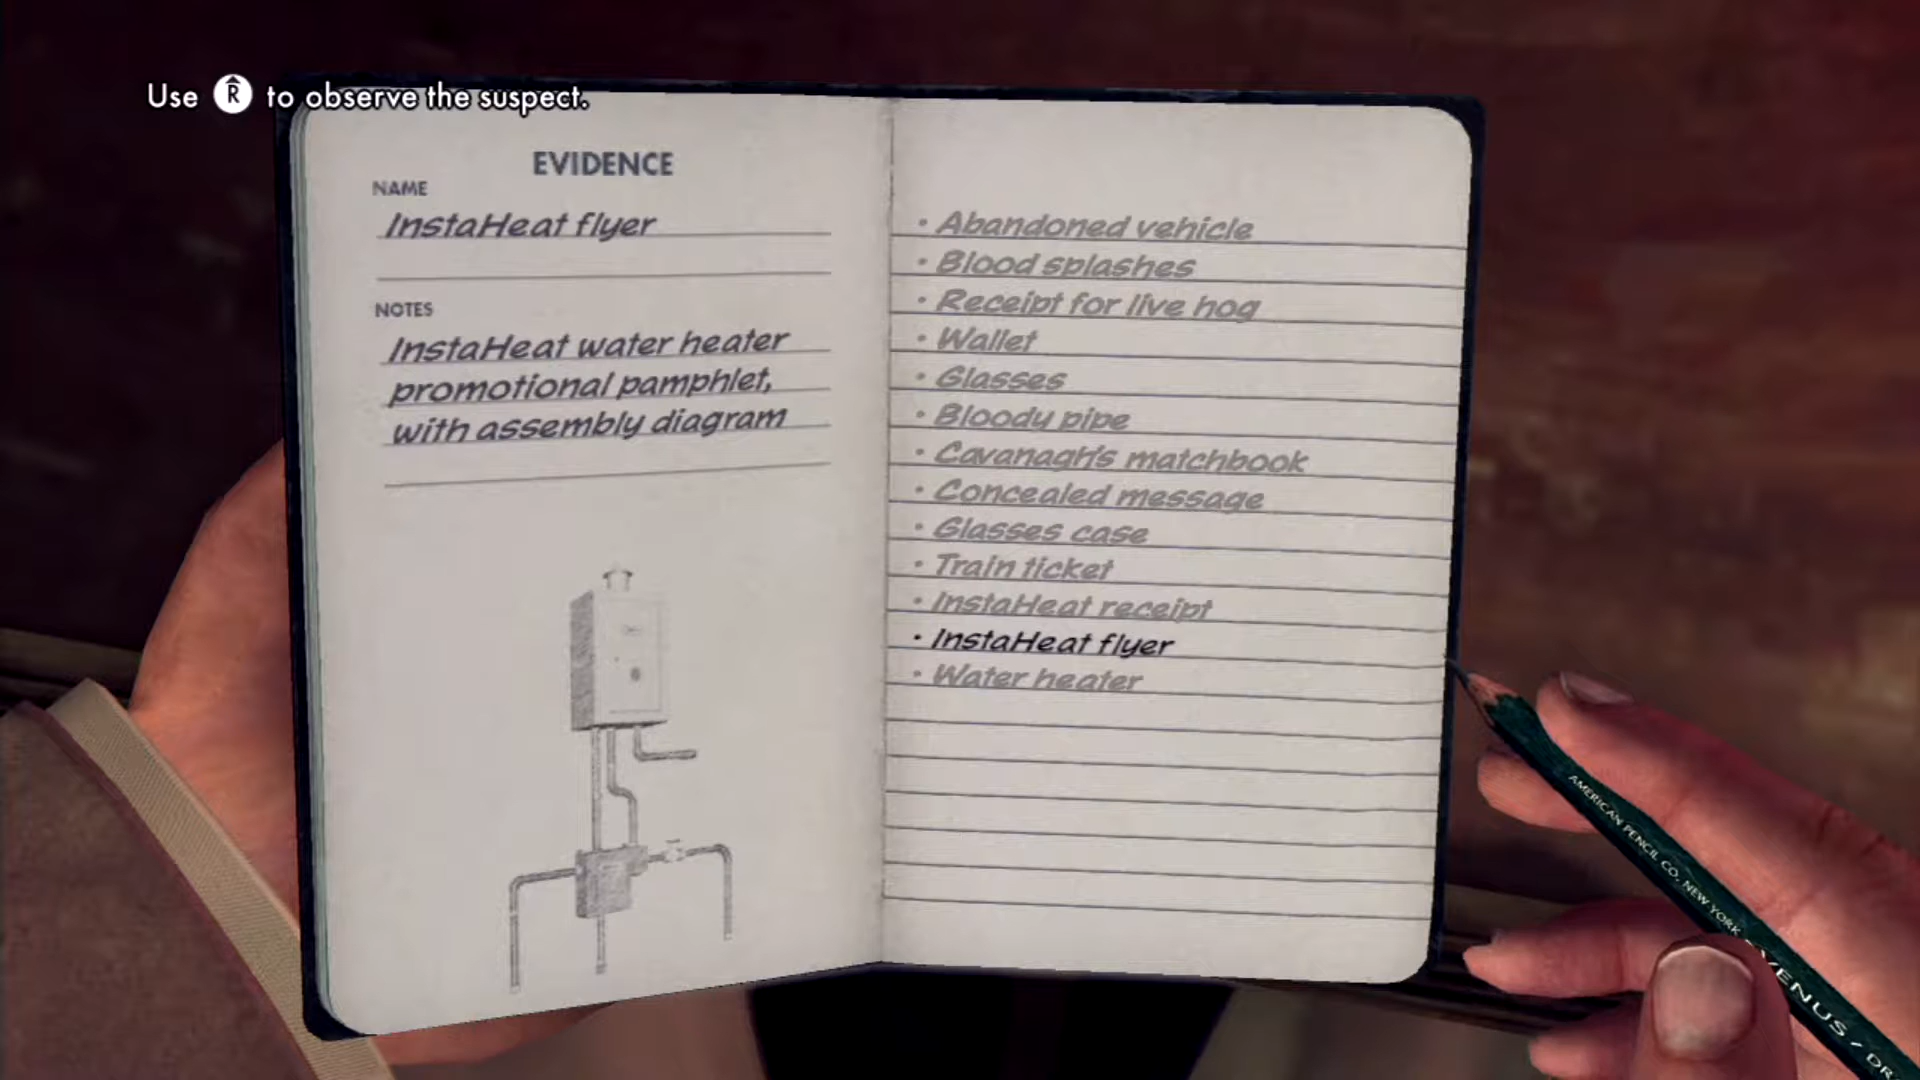 Use R to observe the suspect.
EVIDENCE
NAME
InstaHeat flyer
NOTES
InstaHeat water heater
promotional pamphlet,
with assembly diagram
• Abandoned vehicle
• Blood splashes
• Receipt for live hog
• Wallet
• Glasses
• Bloody pipe
• Cavanagh's matchbook
• Concealed message
• Glasses case
• Train ticket
• InstaHeat receipt
• InstaHeat flyer
• Water heater
AMERICAN PENCIL CO. NEW YORK
VENUS / DR